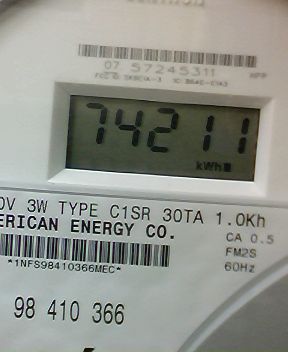 07 57245311
74211
kWh
0V 3W TYPE C1SR 30TA 1.0Kh
ERICAN ENERGY CO.
CA 0.5
FM2S
60Hz
*1NFS98410366MEC*
98 410 366